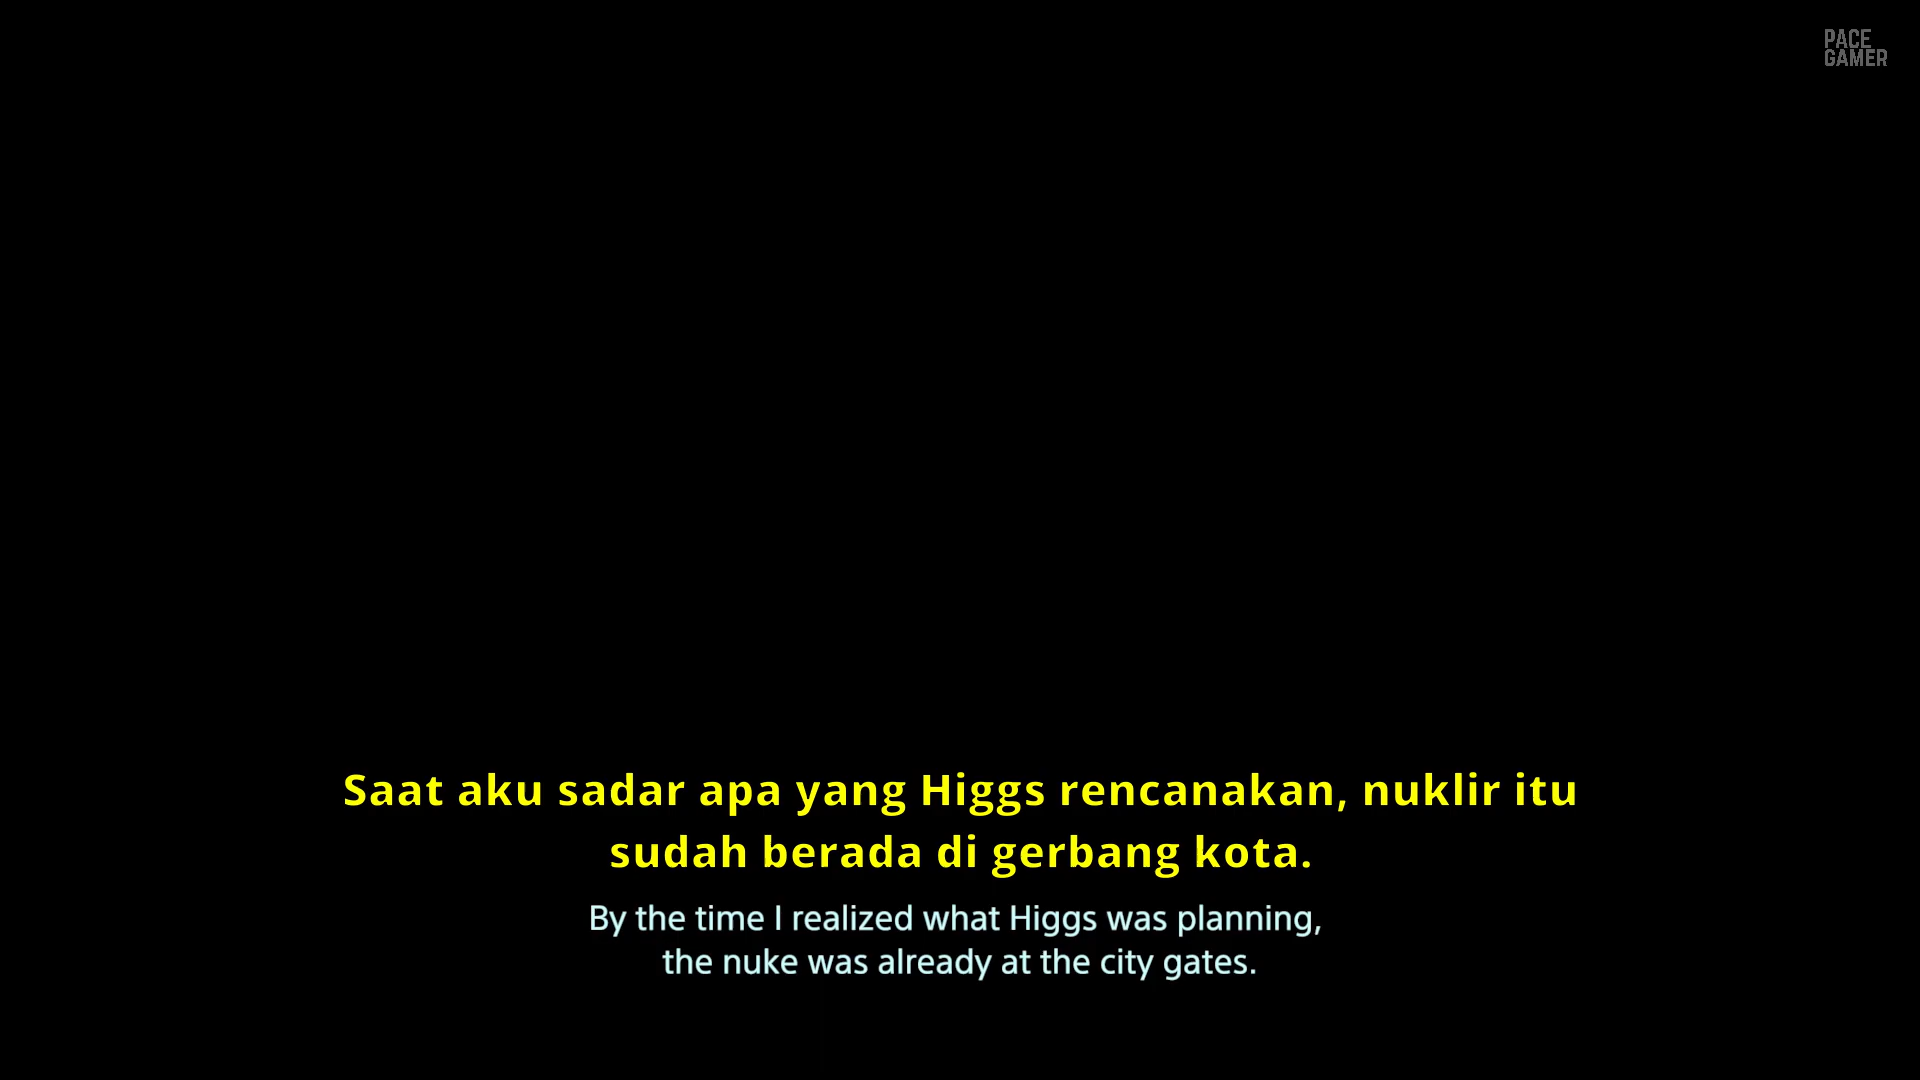 PACE
GAMER
Saat aku sadar apa yang Higgs rencanakan, nuklir itu
sudah berada di gerbang kota.
By the time I realized what Higgs was planning,
the nuke was already at the city gates.